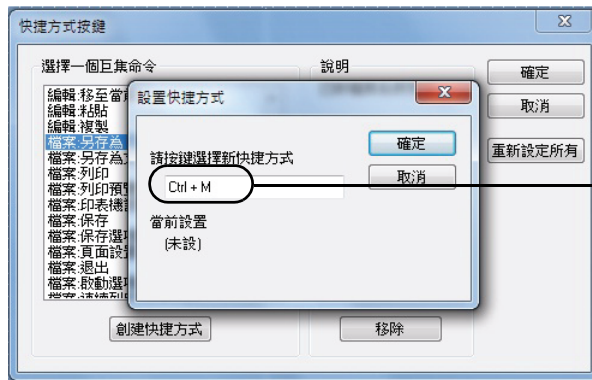 快捷方式按鍵
選擇一個巨集命令
說明
確定
取消
重新設定所有
編輯:移至當
編輯:粘貼
編輯:複製
檔案:另存為
檔案:另存為
檔案:列印
檔案:列印預
檔案:印表機
檔案:保存
檔案:保存選
檔案:頁面設
檔案:退出
檔案:啟動選
創建快捷方式
移除
設置快捷方式
請按鍵選擇新快捷方式
Ctrl + M
當前設置
(未設)
確定
取消